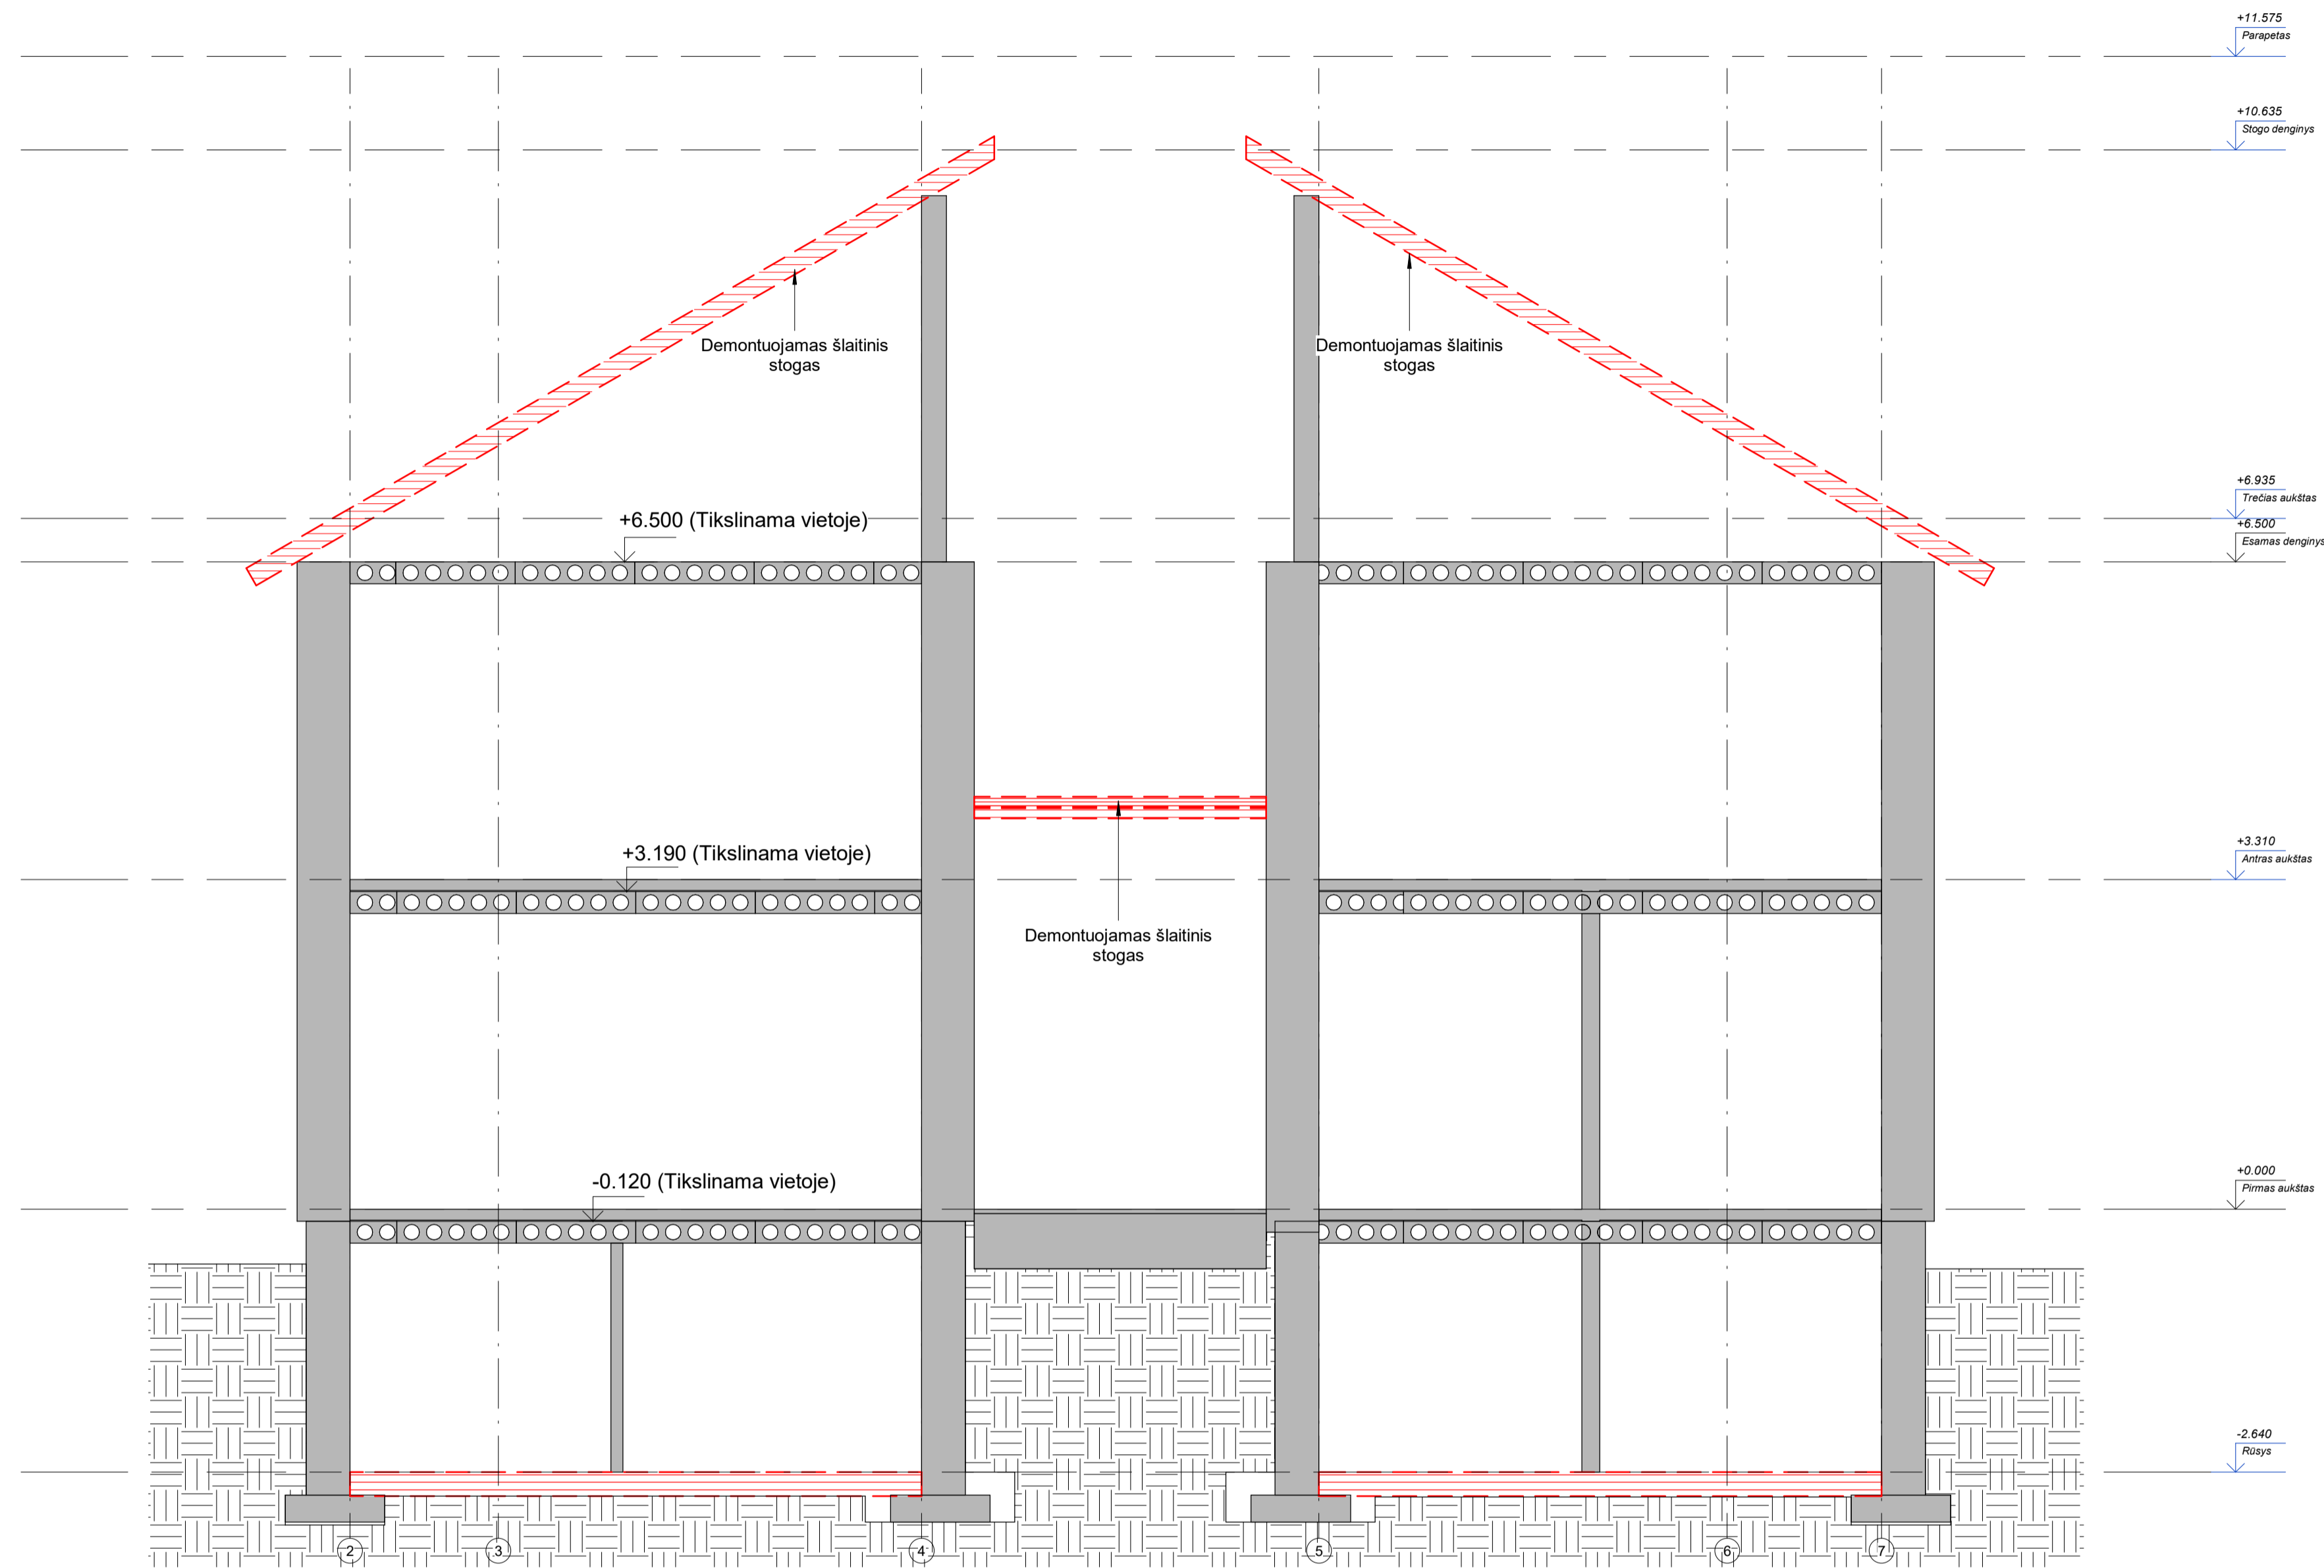 +11.575
Parapetas
+10.635
Stogo denginys
Demontuojamas šlaitinis
stogas
Demontuojamas šlaitinis
stogas
+6.935
Trečias aukštas
+6.500 (Tikslinama vietoje)
+6.500
Esamas denginys
+3.190 (Tikslinama vietoje)
+3.310
Antras aukštas
Demontuojamas šlaitinis
stogas
-0.120 (Tikslinama vietoje)
+0.000
Pirmas aukštas
-2.640
Rūsys
2 3 4 5 6 7